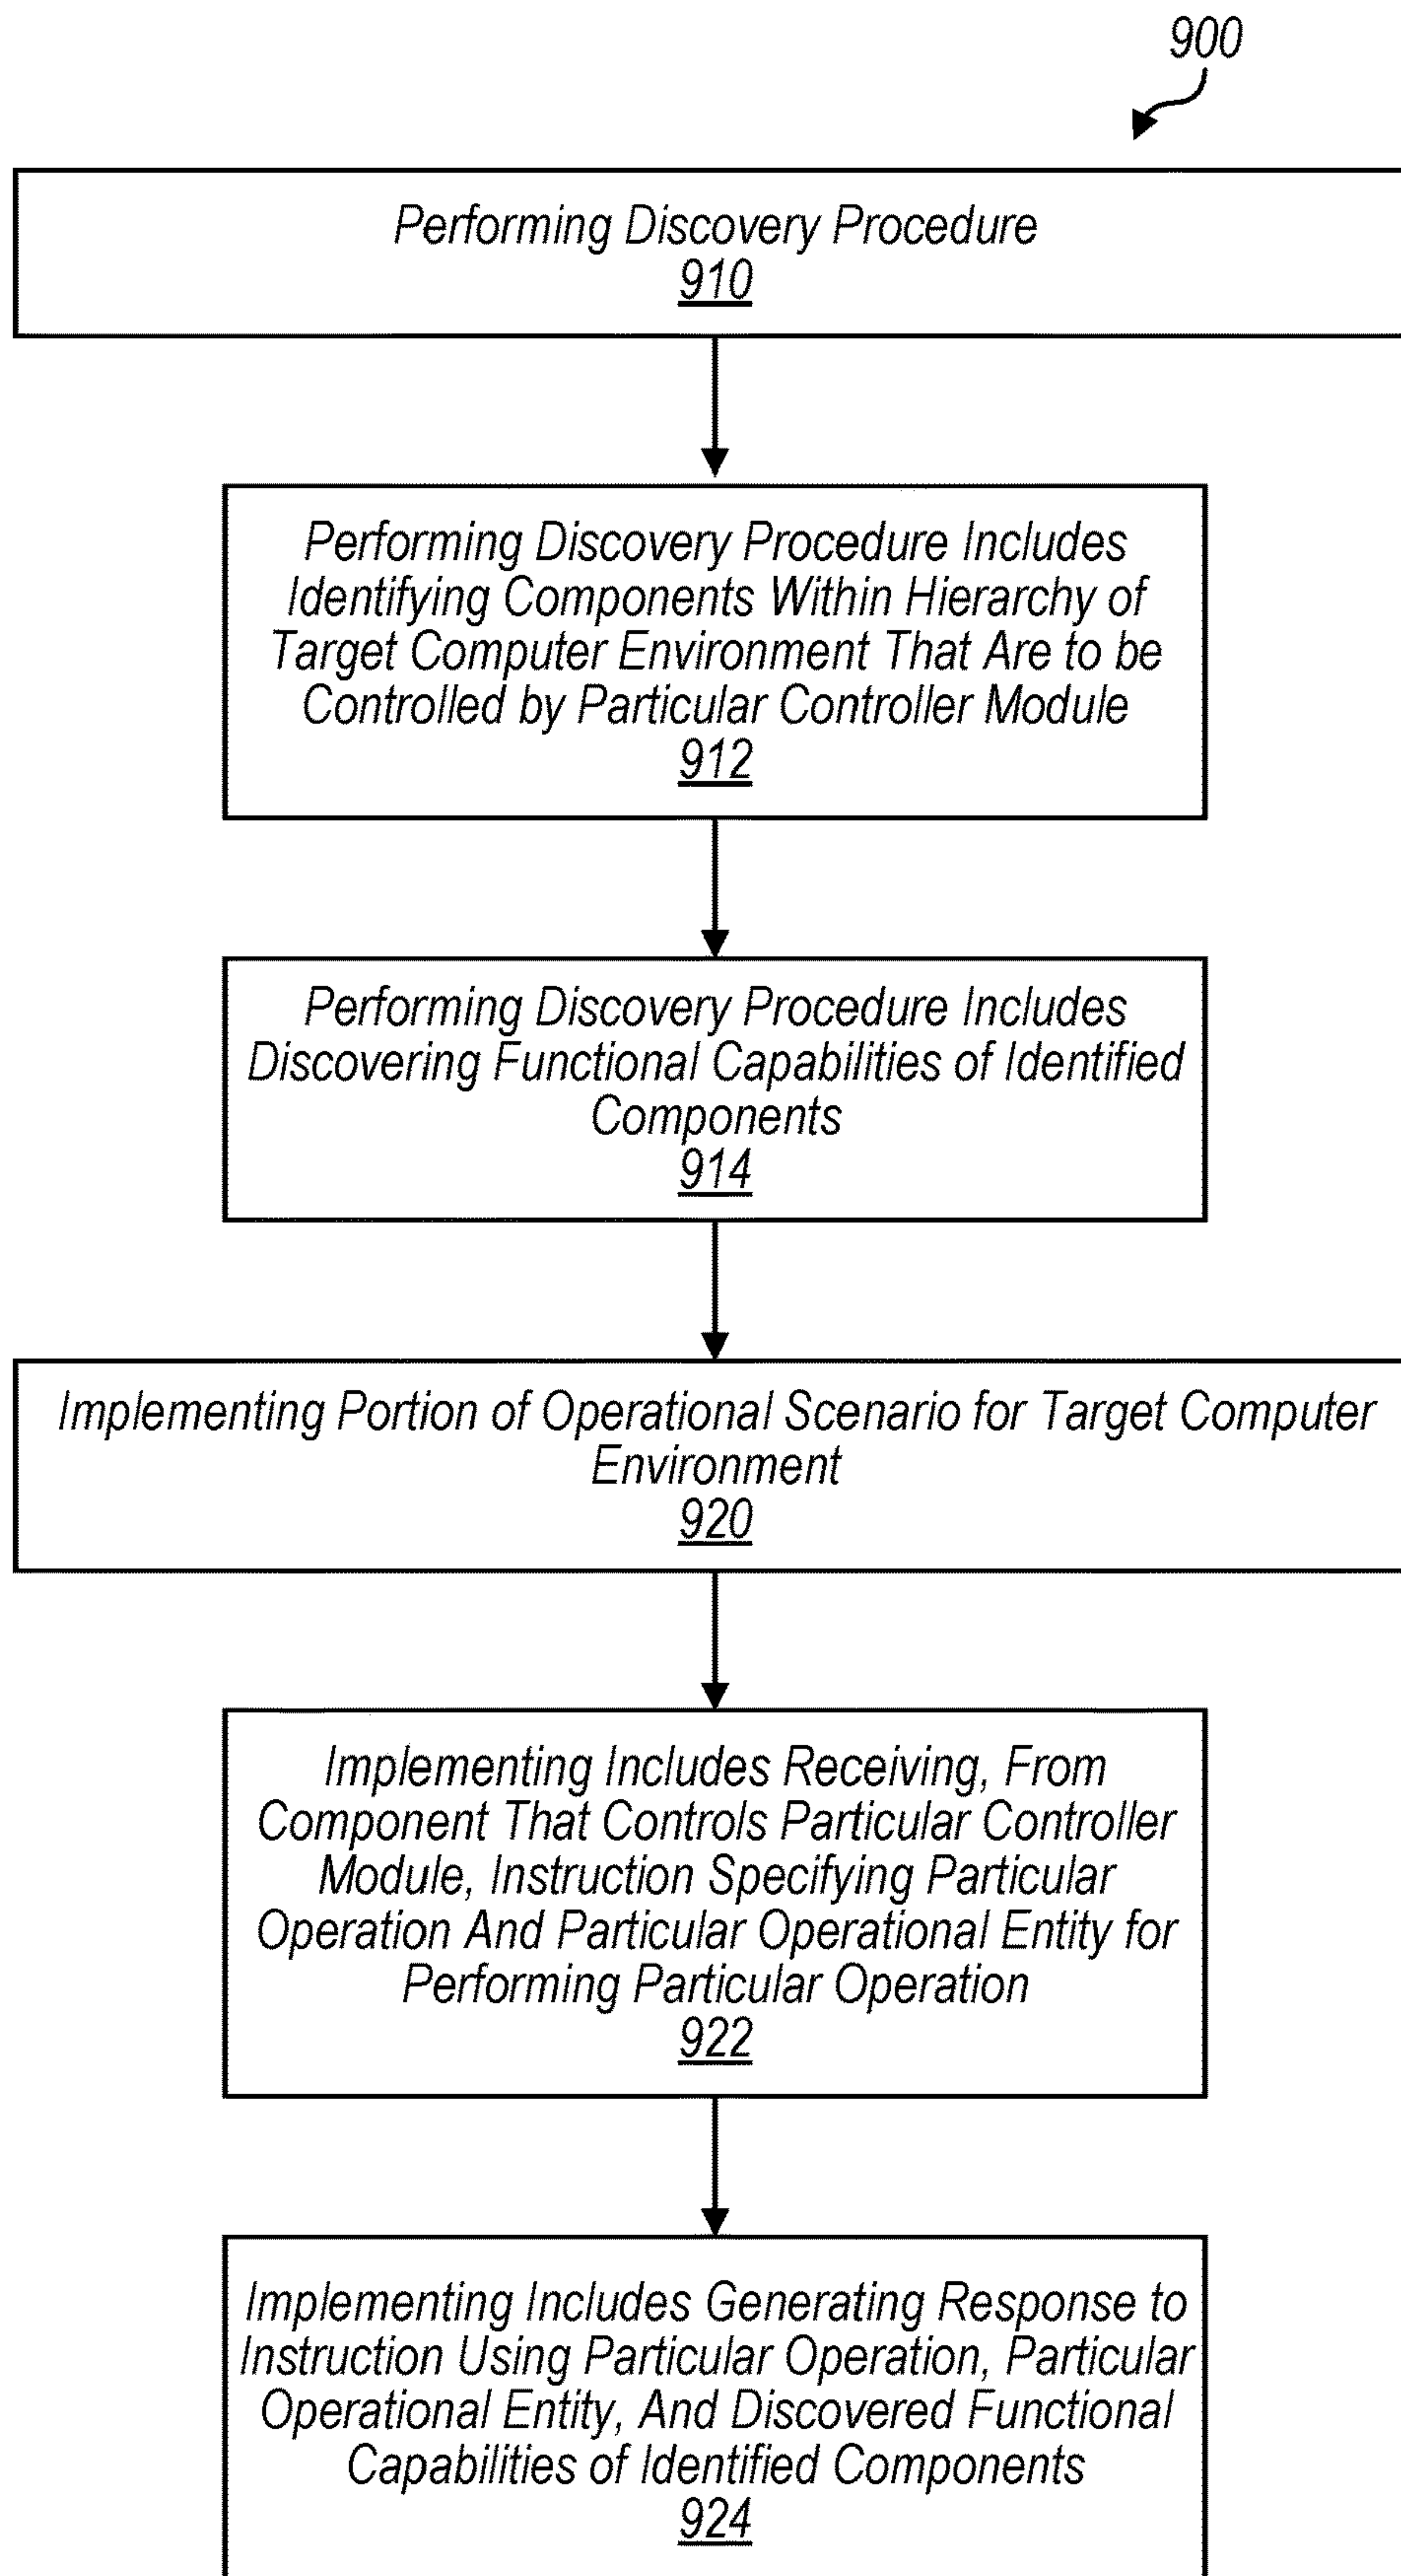 900
Performing Discovery Procedure
910
Performing Discovery Procedure Includes
Identifying Components Within Hierarchy of
Target Computer Environment That Are to be
Controlled by Particular Controller Module
912
Performing Discovery Procedure Includes
Discovering Functional Capabilities of Identified
Components
914
Implementing Portion of Operational Scenario for Target Computer
Environment
920
Implementing Includes Receiving, From
Component That Controls Particular Controller
Module, Instruction Specifying Particular
Operation And Particular Operational Entity for
Performing Particular Operation
922
Implementing Includes Generating Response to
Instruction Using Particular Operation, Particular
Operational Entity, And Discovered Functional
Capabilities of Identified Components
924